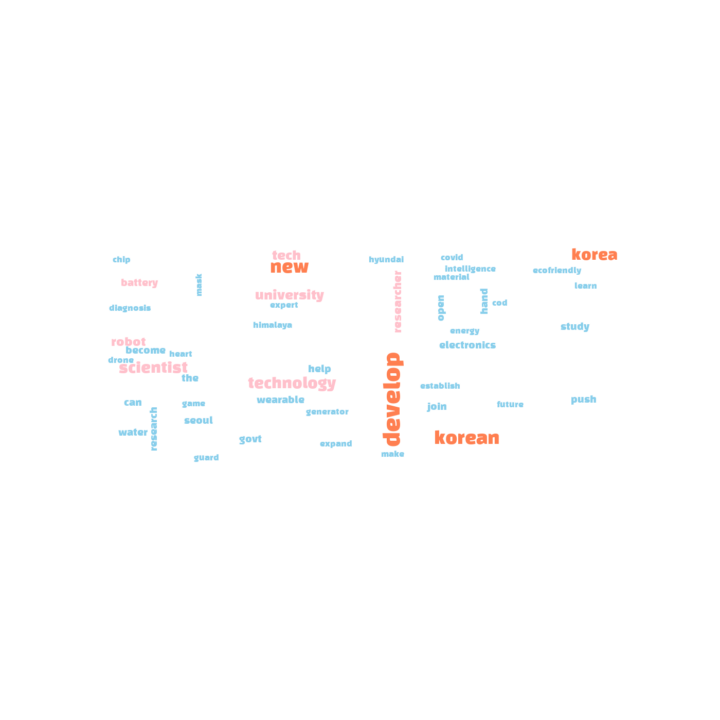 tech
korea
new
chip
hyundai
covid
intelligence
ecofriendly
material
battery
mask
learn
university
researcher
open
hand
cod
expert
diagnosis
himalaya
study
energy
robot
electronics
become
heart
drone
scientist
help
the
technology
develop
establish
can
game
wearable
push
join
future
generator
research
seoul
water
govt
korean
expand
make
guard